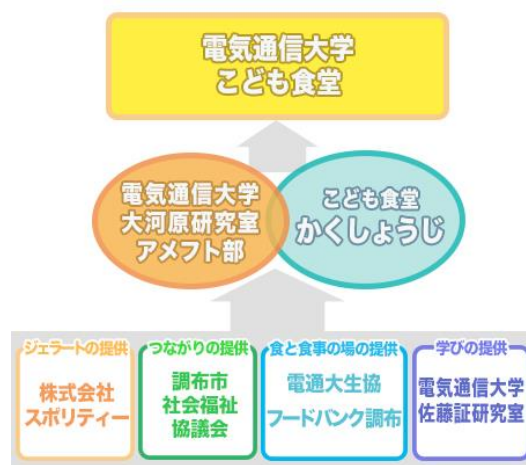 電気通信大学
こども食堂
電気通信大学
大河原研究室
アメフト部
こども食堂
かくしょうじ
ジェラートの提供
株式会社
スポリティー
つながりの提供
調布市
社会福祉
協議会
食と食事の場の提供
電通大生協
フードバンク調布
学びの提供
電気通信大学
佐藤証研究室